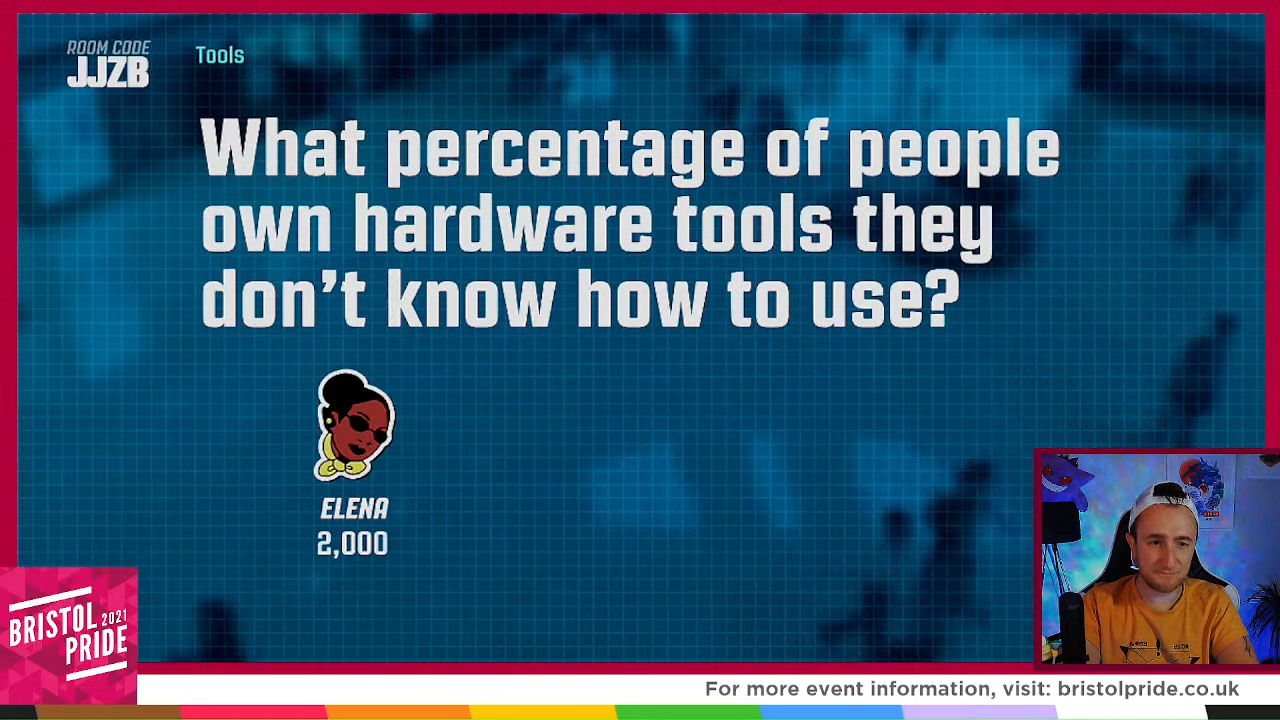 ROOM CODE
JJZB
Tools
What percentage of people
own hardware tools they
don't know how to use?
ELENA
2,000
BRISTOL 2021
PRIDE
For more event information, visit: bristolpride.co.uk